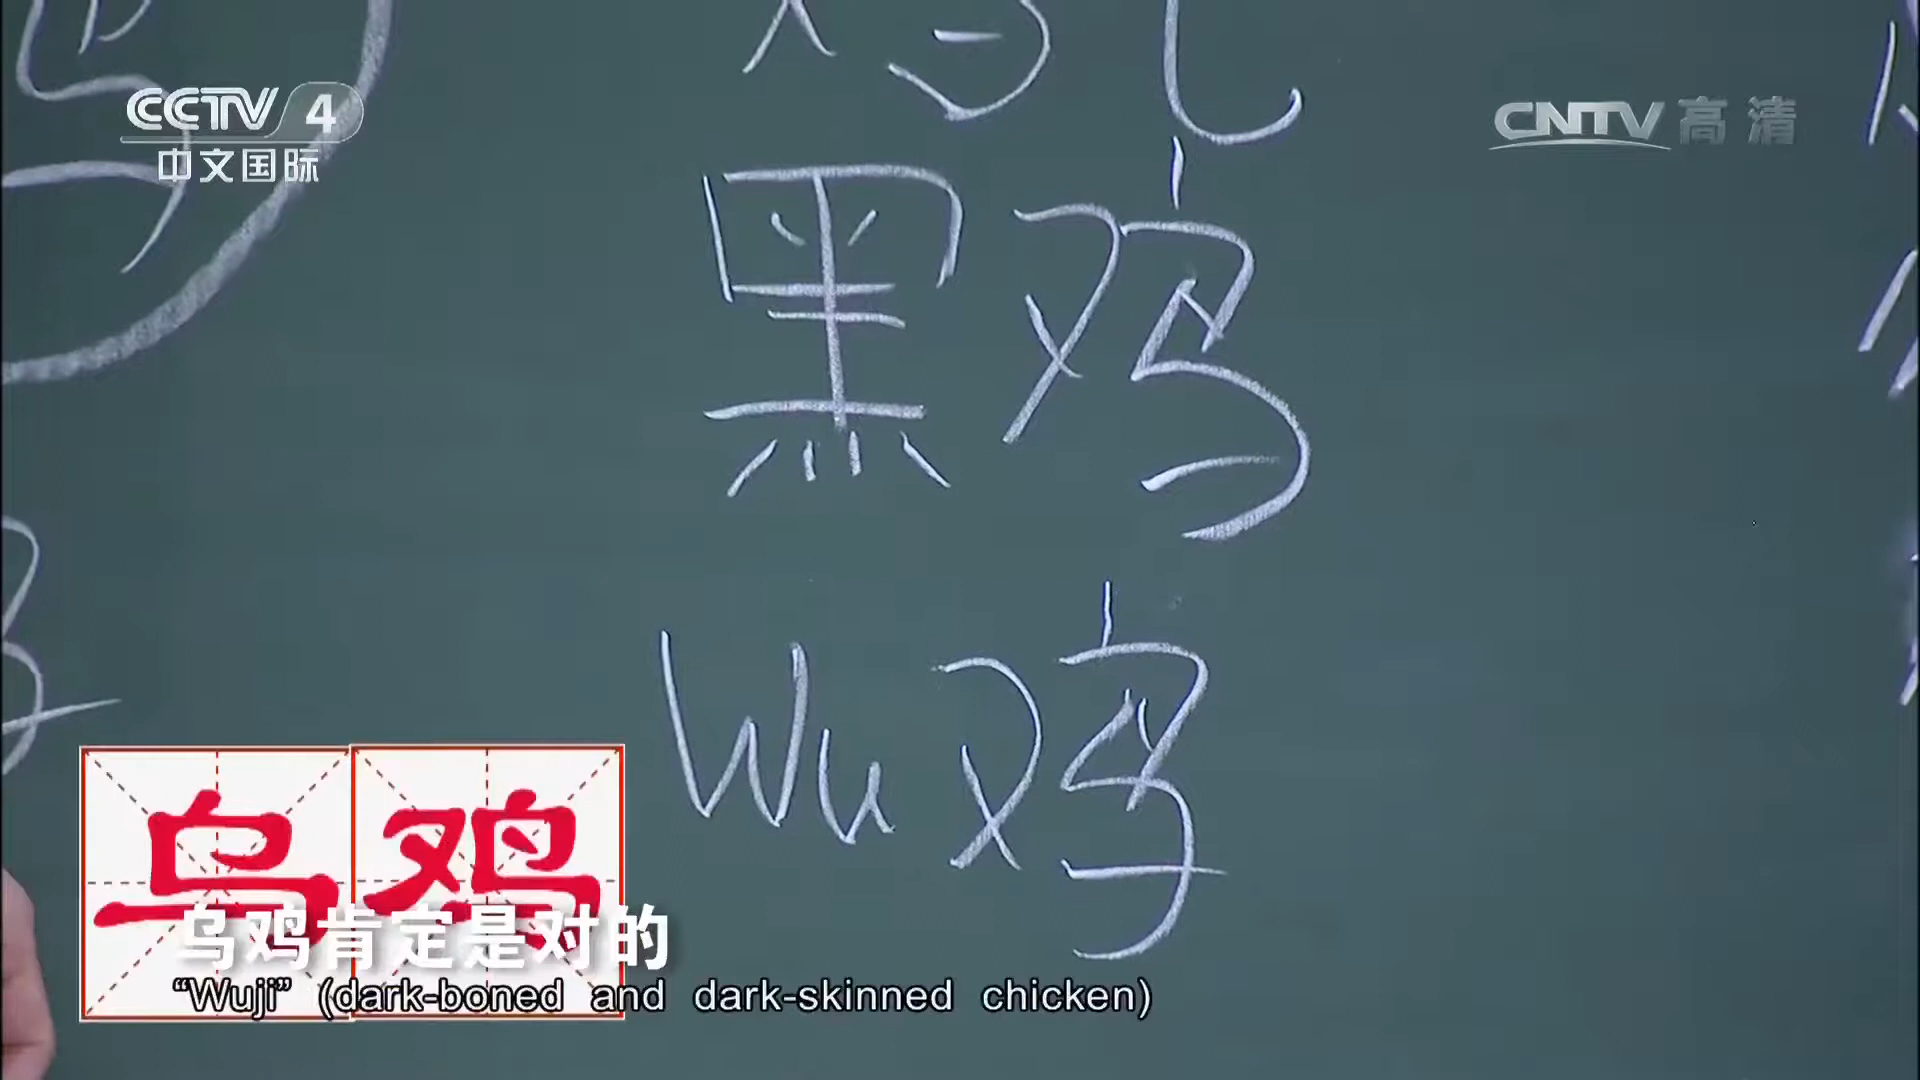 CCTV 4
中文国际
CNTV 高清
黑鸡
Wu鸡
乌鸡
乌鸡肯定是对的
“Wuji” (dark-boned and dark-skinned chicken)